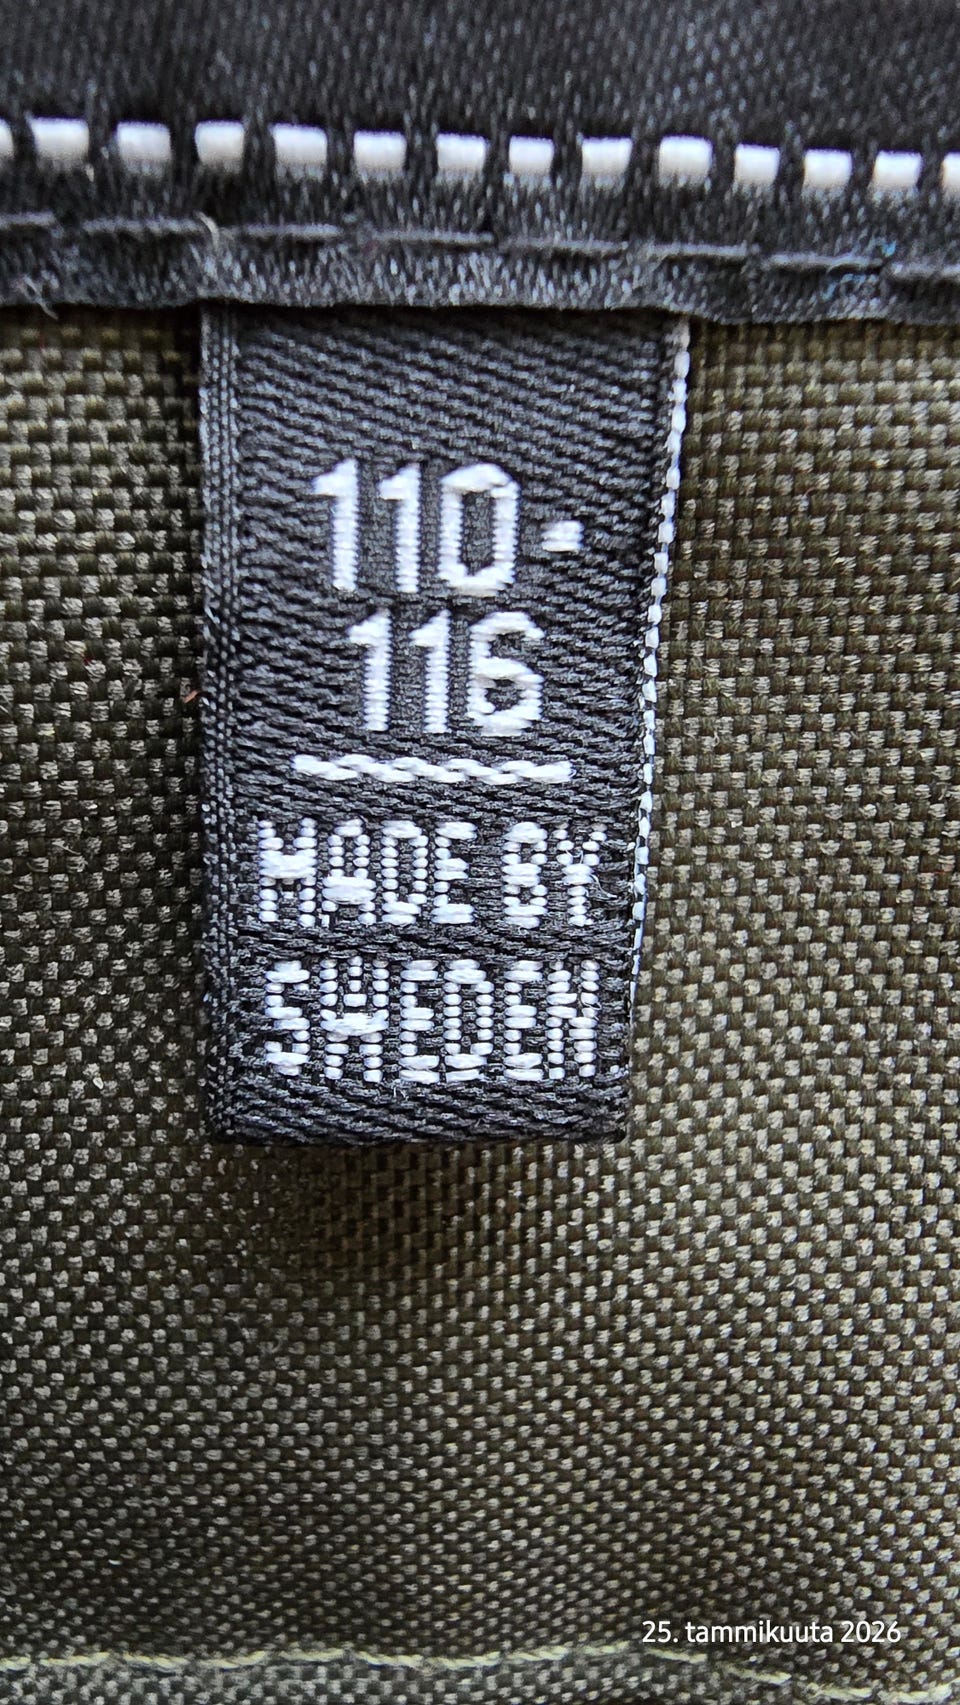 110-
116
MADE BY
SWEDEN.
25. tammikuuta 2026